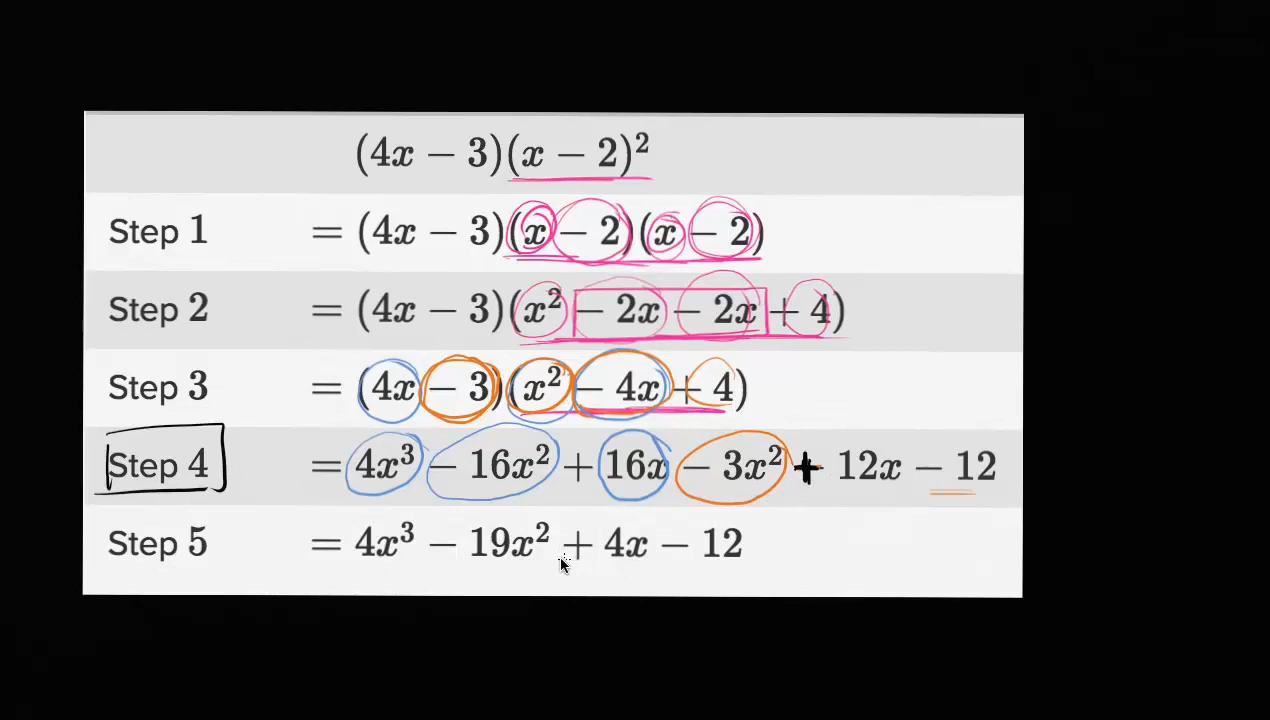 (4x − 3)(x − 2)²
Step 1 = (4x − 3)(x − 2)(x − 2)
Step 2 = (4x − 3)(x² − 2x − 2x + 4)
Step 3 = (4x − 3)(x² − 4x + 4)
Step 4 = 4x³ − 16x² + 16x − 3x² + 12x − 12
Step 5 = 4x³ − 19x² + 4x − 12